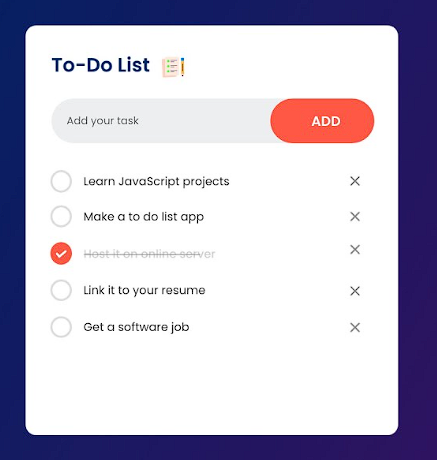 To-Do List
Add your task
ADD
Learn JavaScript projects
Make a to do list app
Host it on online server
Link it to your resume
Get a software job